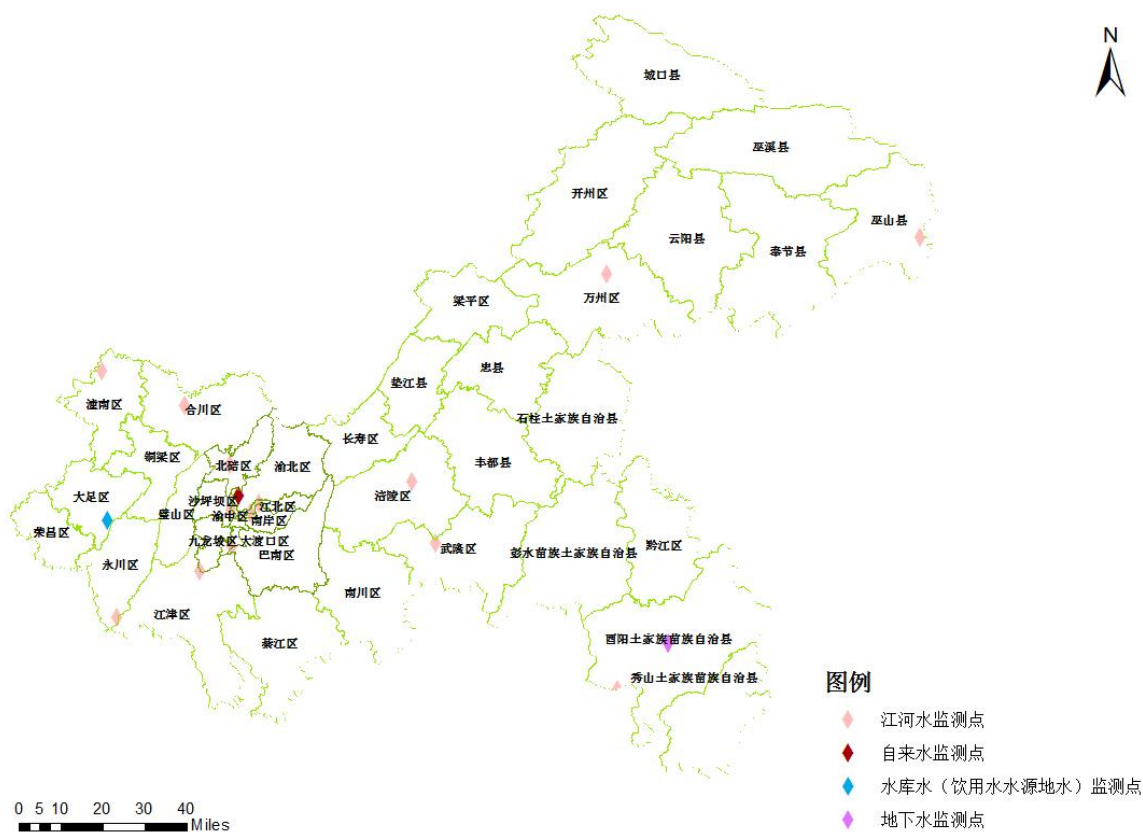 N
城口县
巫溪县
开州区
巫山县
云阳县
奉节县
万州区
梁平区
忠县
垫江县
石柱土家族自治县
潼南区
合川区
长寿区
铜梁区
北碚区
渝北区
丰都县
大足区
沙坪坝区
涪陵区
江北区
璧山区
渝中区
南岸区
荣昌区
九龙坡区
大渡口区
武陵区
彭水苗族土家族自治县
黔江区
巴南区
永川区
南川区
江津区
綦江区
酉阳土家族苗族自治县
秀山土家族苗族自治县
图例
江河水监测点
自来水监测点
水库水（饮用水水源地水）监测点
地下水监测点
0 5 10 20 30 40
Miles